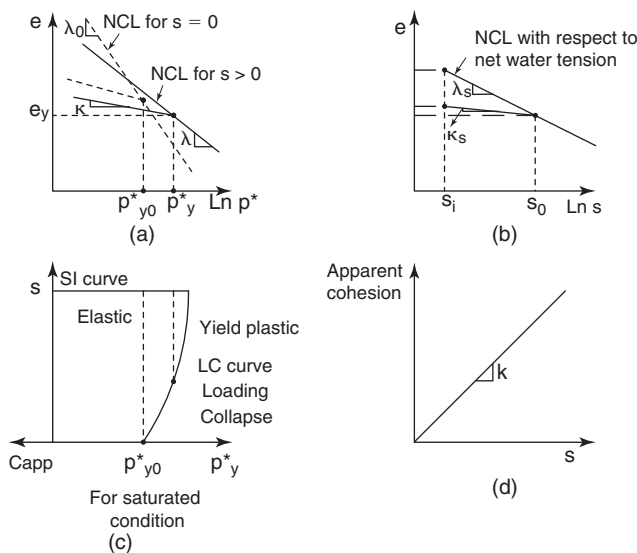 e
λ0
NCL for s = 0
NCL for s > 0
ey
κ
λ
p*y0
p*y
Ln p*
(a)
e
NCL with respect to
net water tension
λs
κs
si
s0
Ln s
(b)
s
SI curve
Elastic
Yield plastic
LC curve
Loading
Collapse
Capp
p*y0
p*y
For saturated
condition
(c)
Apparent
cohesion
k
s
(d)